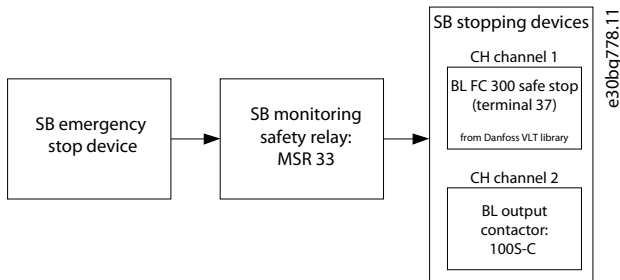 SB emergency
stop device
SB monitoring
safety relay:
MSR 33
SB stopping devices
CH channel 1
BL FC 300 safe stop
(terminal 37)
from Danfoss VLT library
CH channel 2
BL output
contactor:
100S-C
e30bq778.11